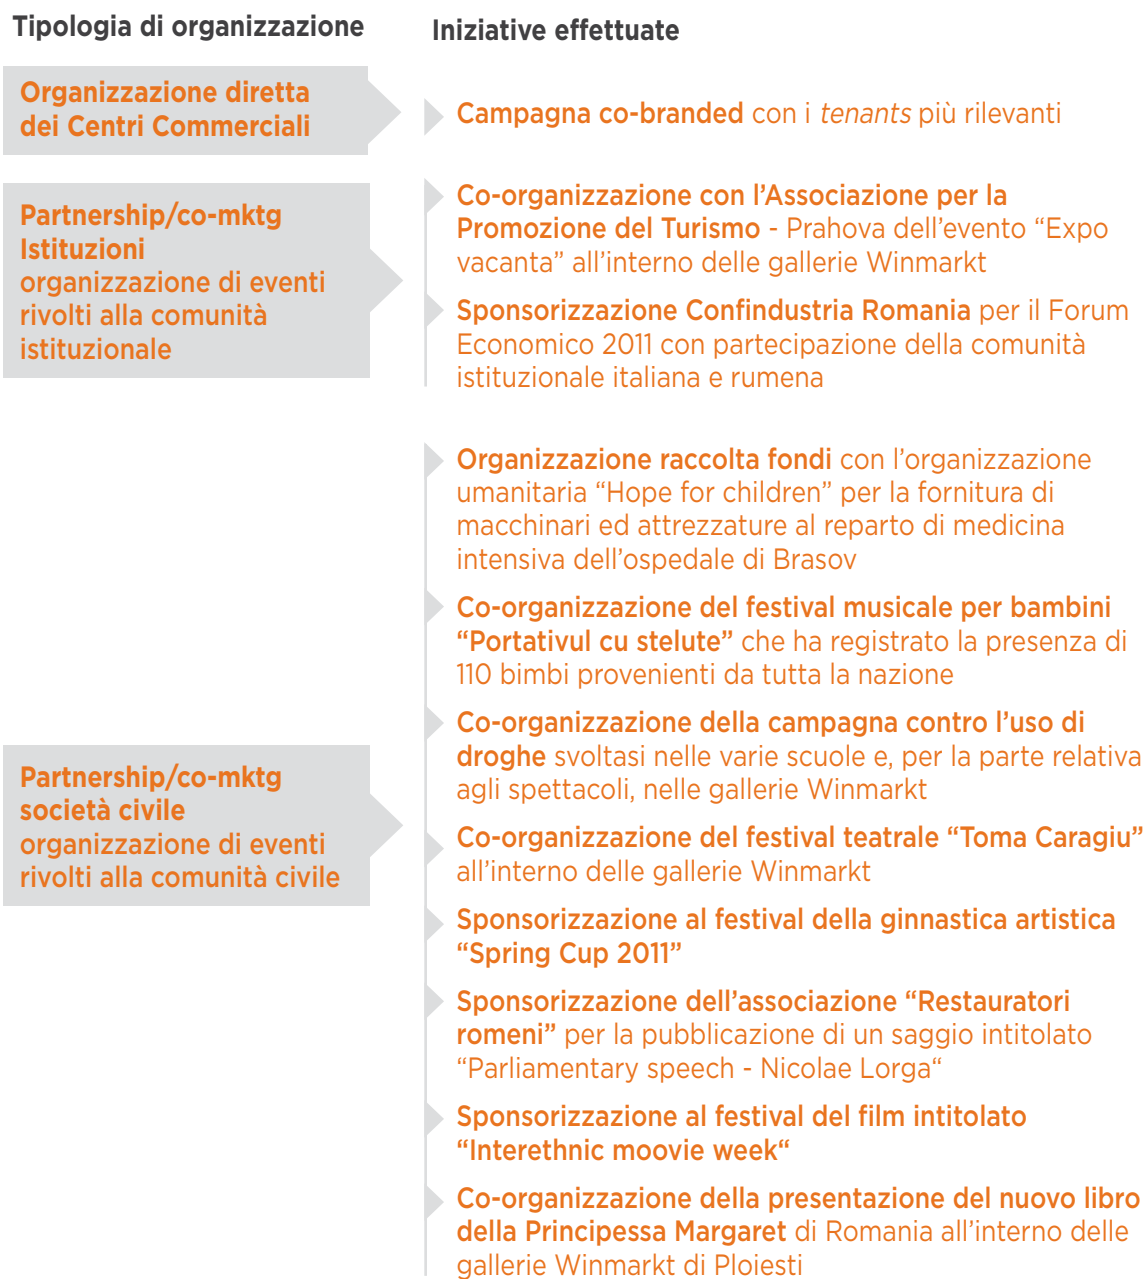 Tipologia di organizzazione
Iniziative effettuate
Organizzazione diretta
dei Centri Commerciali
Campagna co-branded con i tenants più rilevanti
Partnership/co-mktg
Istituzioni
organizzazione di eventi
rivolti alla comunità
istituzionale
Co-organizzazione con l’Associazione per la
Promozione del Turismo - Prahova dell’evento “Expo
vacanta” all’interno delle gallerie Winmarkt
Sponsorizzazione Confindustria Romania per il Forum
Economico 2011 con partecipazione della comunità
istituzionale italiana e rumena
Partnership/co-mktg
società civile
organizzazione di eventi
rivolti alla comunità civile
Organizzazione raccolta fondi con l’organizzazione
umanitaria “Hope for children” per la fornitura di
macchinari ed attrezzature al reparto di medicina
intensiva dell’ospedale di Brasov
Co-organizzazione del festival musicale per bambini
“Portativul cu stelute” che ha registrato la presenza di
110 bimbi provenienti da tutta la nazione
Co-organizzazione della campagna contro l’uso di
droghe svoltasi nelle varie scuole e, per la parte relativa
agli spettacoli, nelle gallerie Winmarkt
Co-organizzazione del festival teatrale “Toma Caragiu”
all’interno delle gallerie Winmarkt
Sponsorizzazione al festival della ginnastica artistica
“Spring Cup 2011”
Sponsorizzazione dell’associazione “Restauratori
romeni” per la pubblicazione di un saggio intitolato
“Parliamentary speech - Nicolae Lorga“
Sponsorizzazione al festival del film intitolato
“Interethnic moovie week“
Co-organizzazione della presentazione del nuovo libro
della Principessa Margaret di Romania all’interno delle
gallerie Winmarkt di Ploiesti